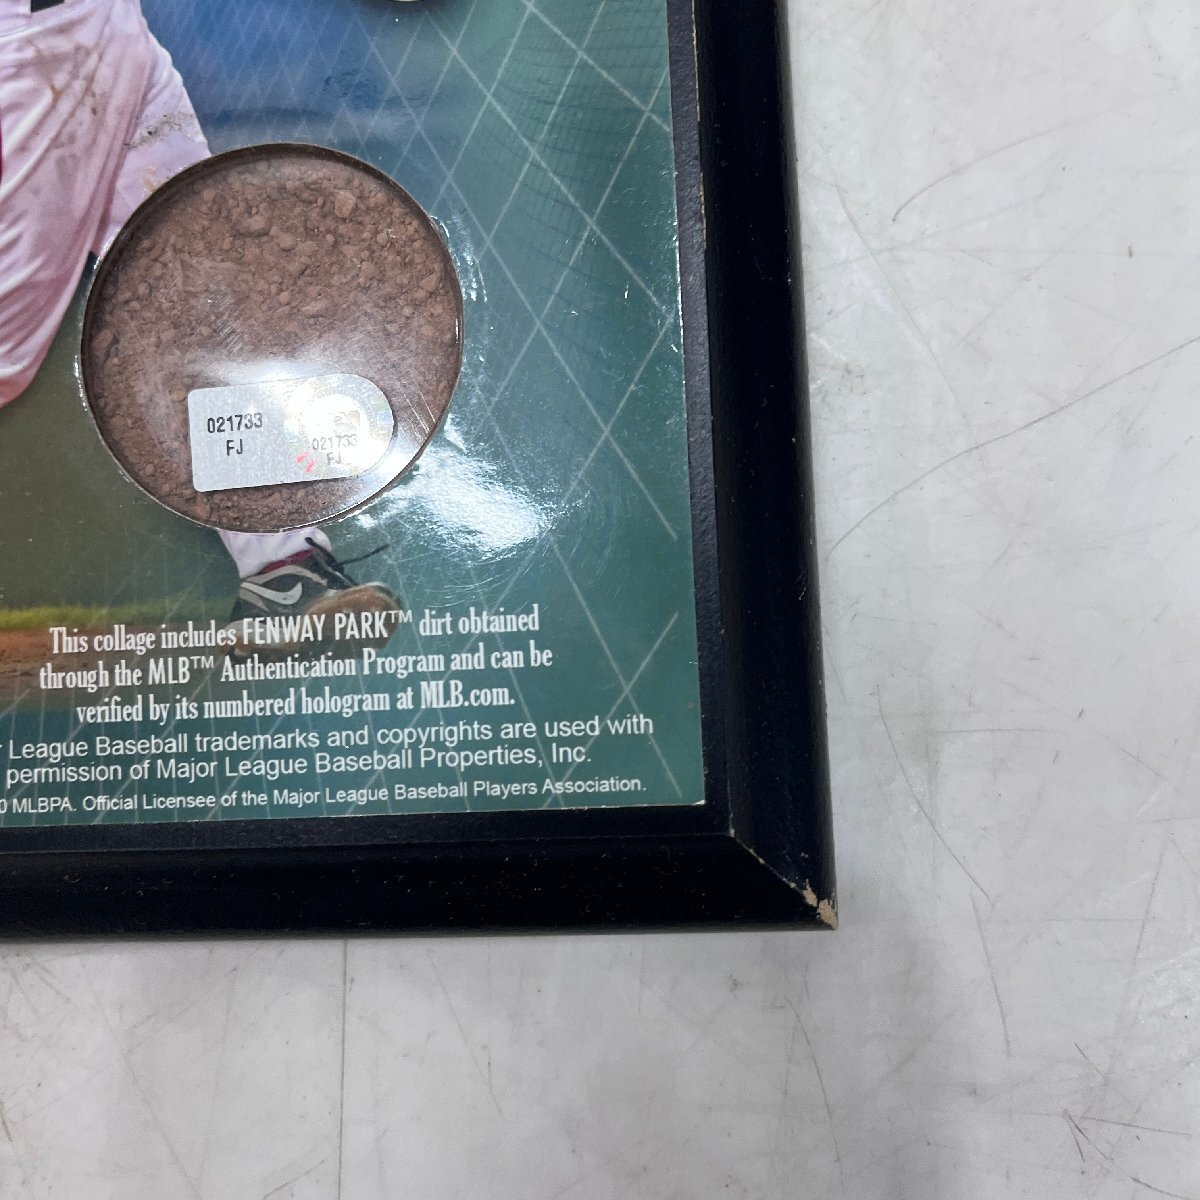 021733
FJ
021733
FJ
This collage includes FENWAY PARK™ dirt obtained
through the MLB™ Authentication Program and can be
verified by its numbered hologram at MLB.com.
League Baseball trademarks and copyrights are used with
permission of Major League Baseball Properties, Inc.
MLBPA. Official Licensee of the Major League Baseball Players Association.